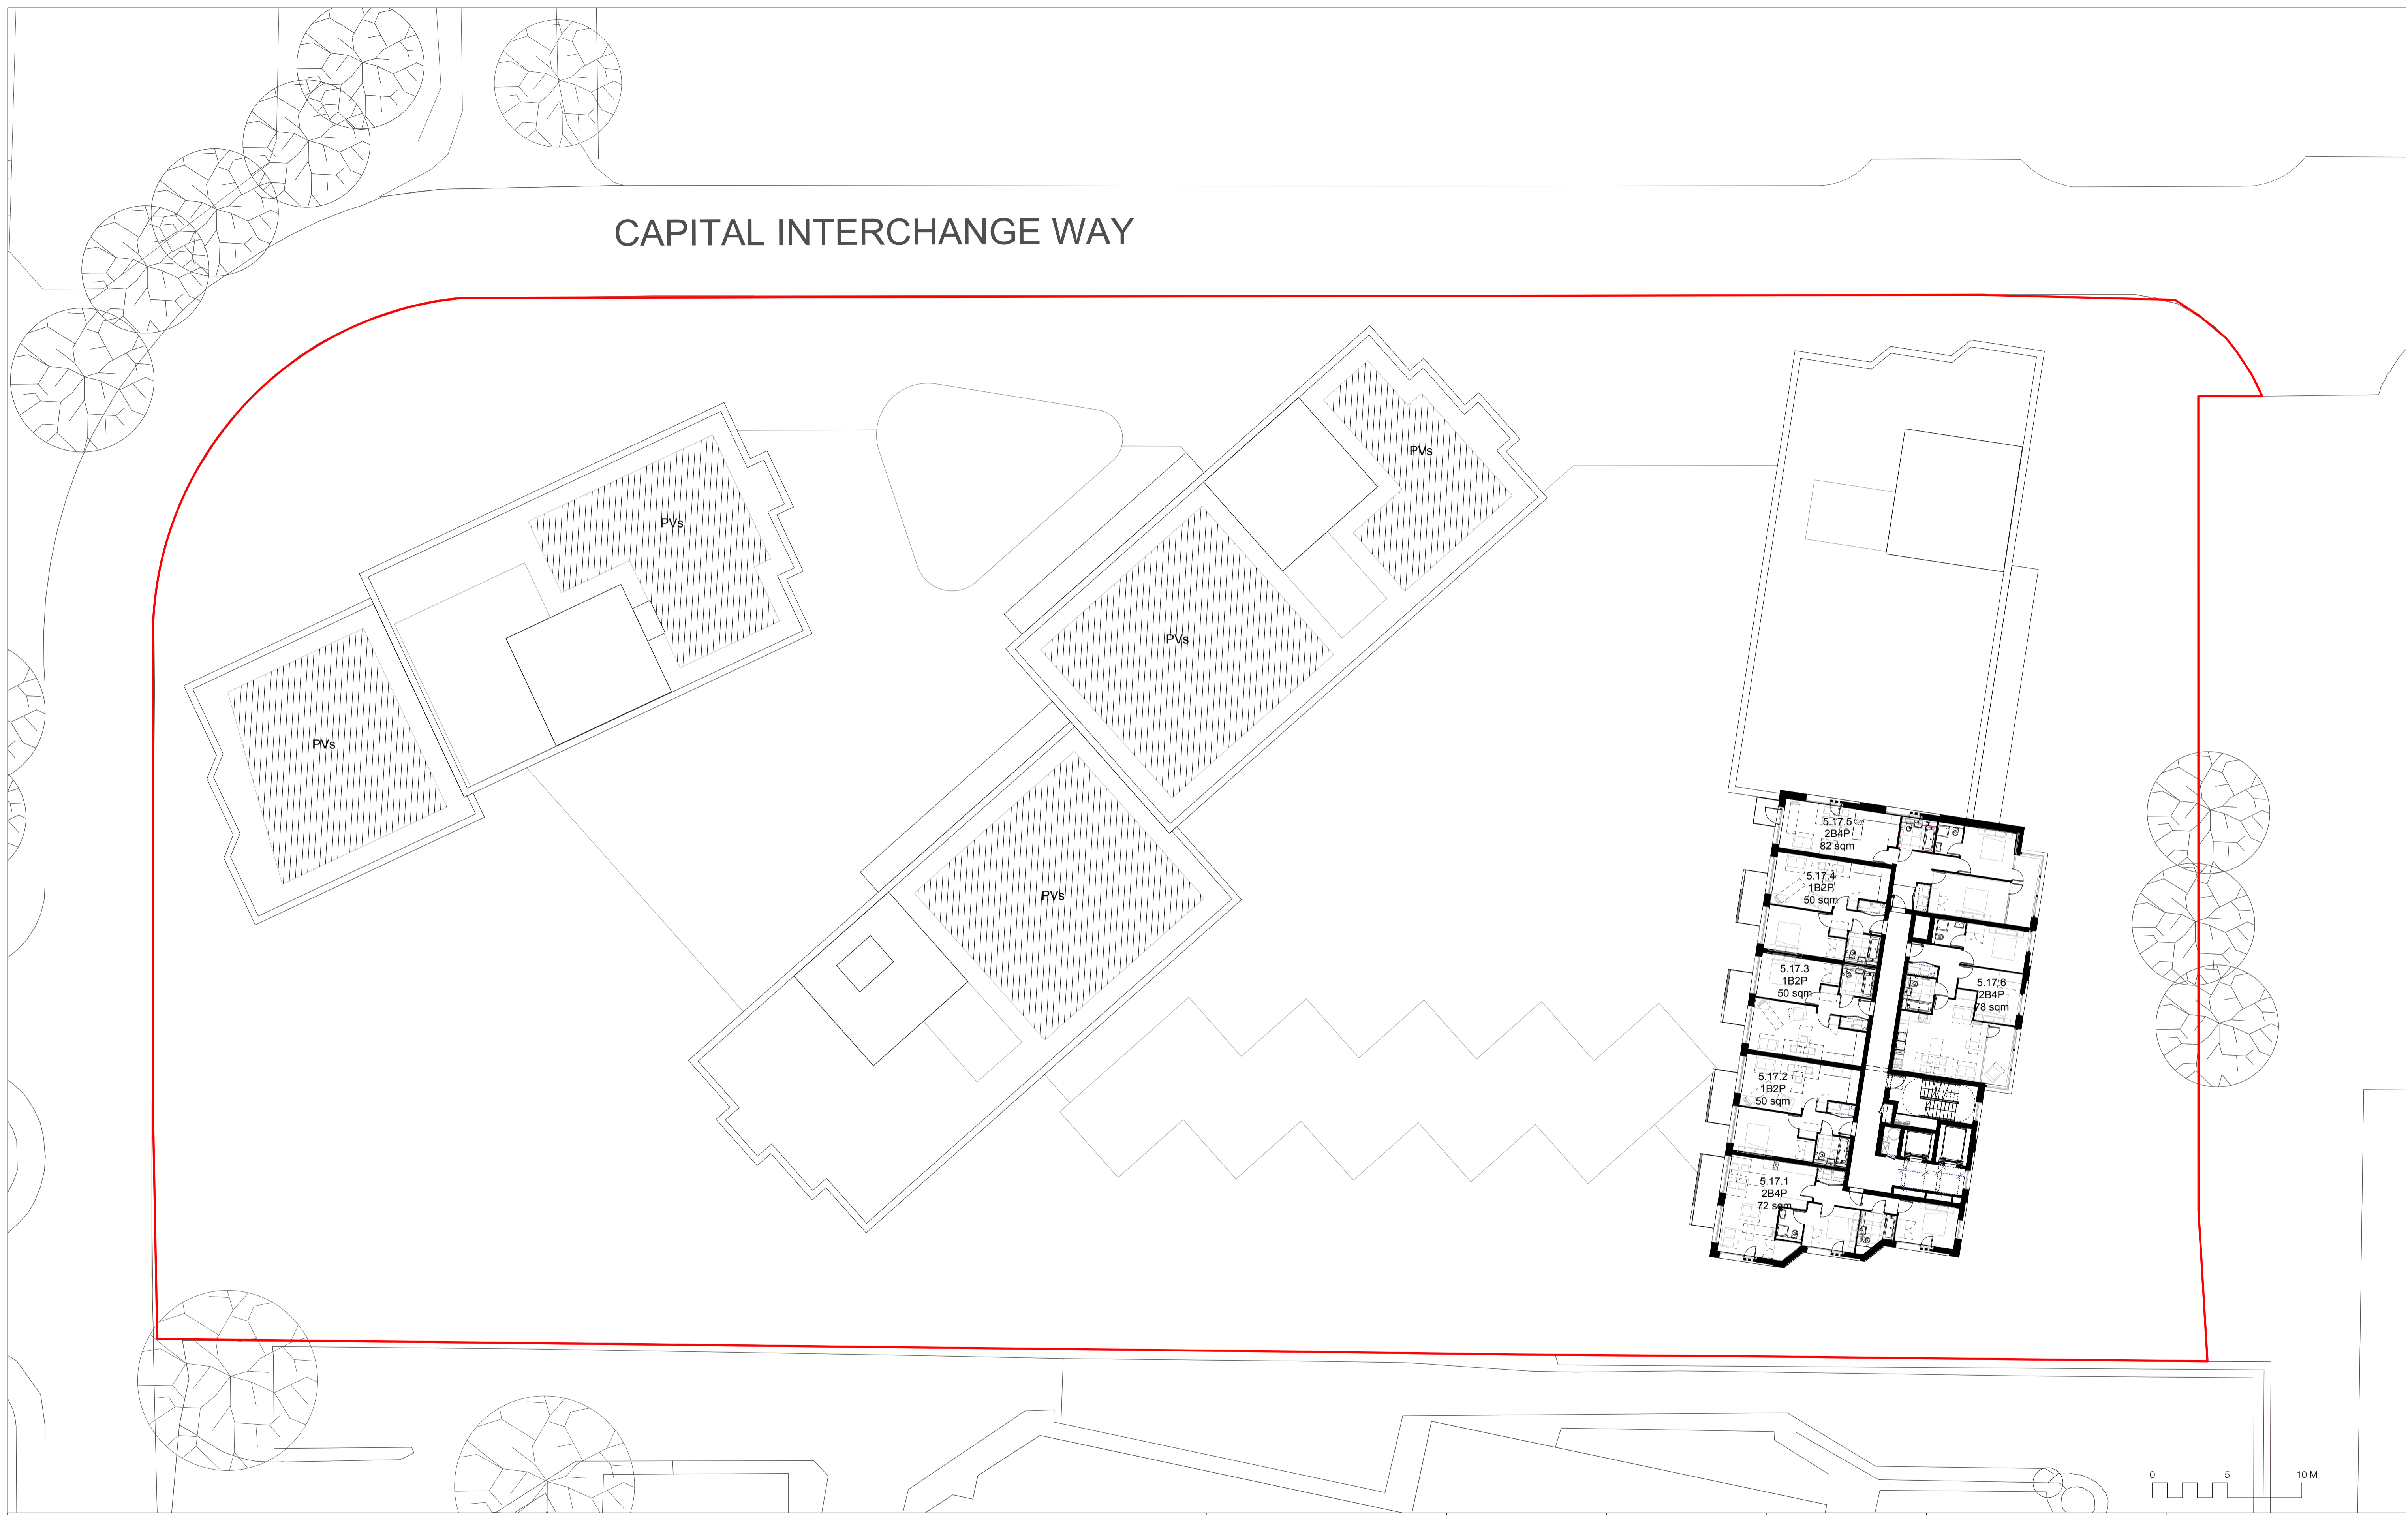 CAPITAL INTERCHANGE WAY
PVs
PVs
PVs
PVs
PVs
5.17.5
2B4P
82 sqm
5.17.4
1B2P
50 sqm
5.17.3
1B2P
50 sqm
5.17.6
2B4P
78 sqm
5.17.2
1B2P
50 sqm
5.17.1
2B4P
72 sqm
0 5 10 M